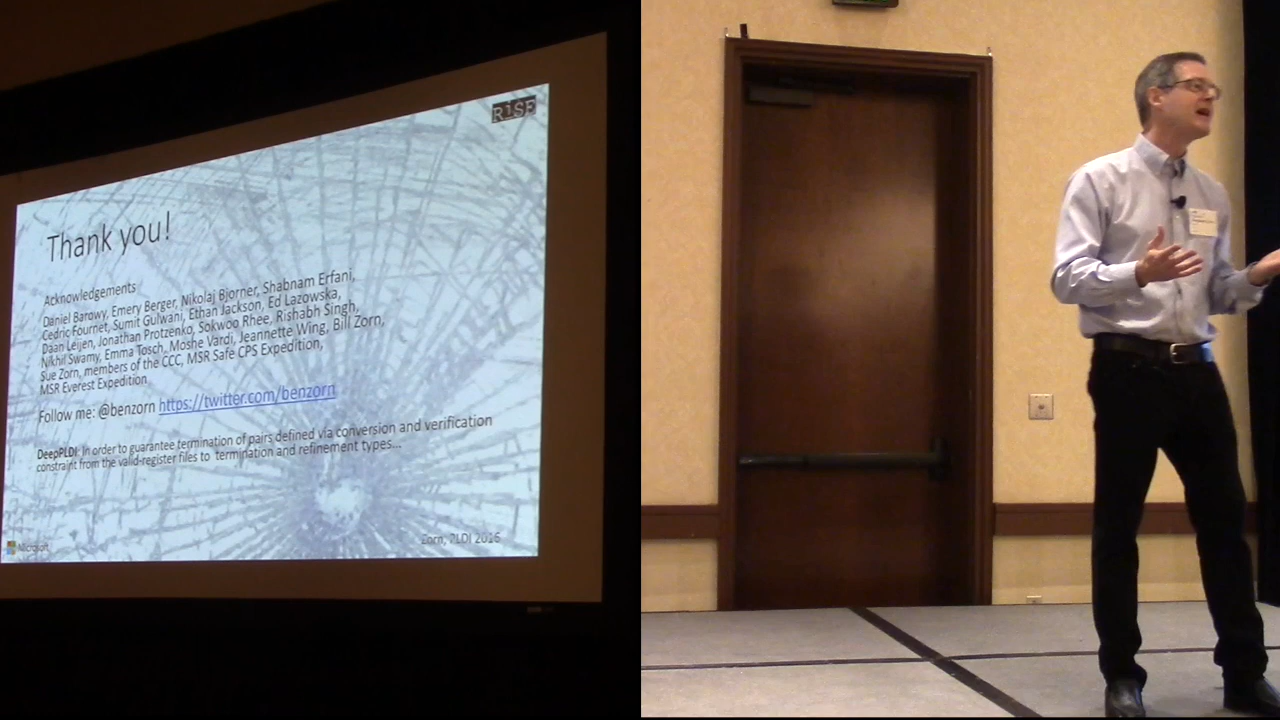 RiSE
Thank you!
Acknowledgements
Daniel Barowy, Emery Berger, Nikolaj Bjorner, Shabnam Erfani,
Cedric Fournet, Sumit Gulwani, Ethan Jackson, Ed Lazowska,
Daan Leijen, Jonathan Protzenko, Sokwoo Rhee, Rishabh Singh,
Nikhil Swamy, Emma Tosch, Moshe Vardi, Jeannette Wing, Bill Zorn,
Sue Zorn, members of the CCC, MSR Safe CPS Expedition,
MSR Everest Expedition
Follow me: @benzorn https://twitter.com/benzorn
DeepPLDI: In order to guarantee termination of pairs defined via conversion and verification
constraint from the valid-register files to termination and refinement types...
Microsoft
Zorn, PLDI 2016